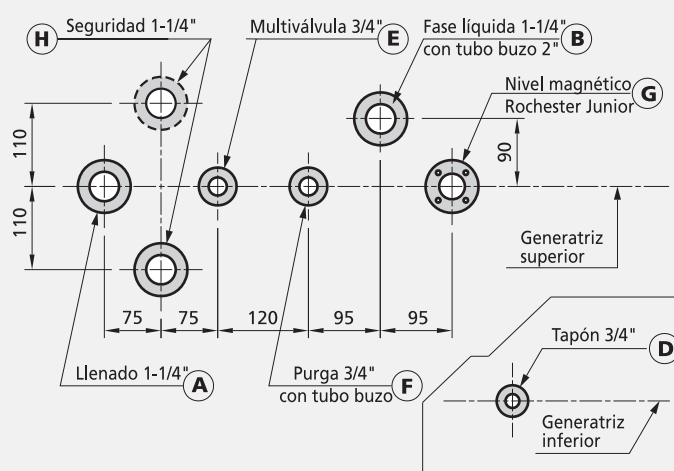 H
Seguridad 1-1/4"
Multiválvula 3/4"
E
Fase líquida 1-1/4"
con tubo buzo 2"
B
Nivel magnético
Rochester Junior
G
110
110
90
Generatriz
superior
75
75
120
95
95
Llenado 1-1/4"
A
Purga 3/4"
con tubo buzo
F
Tapón 3/4"
D
Generatriz
inferior